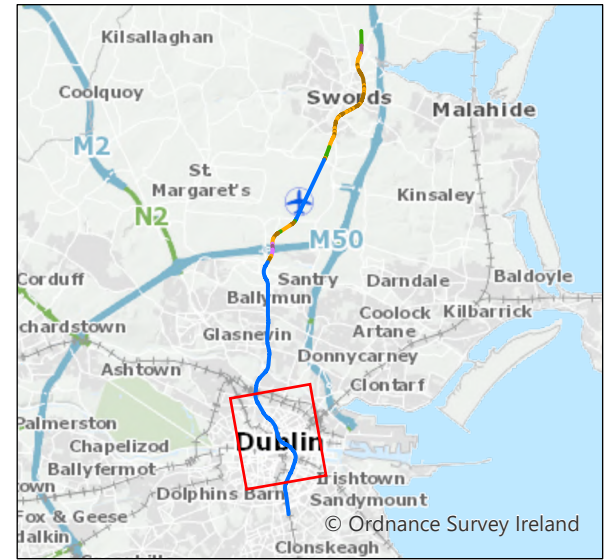 Kilsallaghan
Coolquoy
Swords
Malahide
M2
St.
Margaret's
Kinsaley
N2
M50
Corduff
Santry
Darndale
Baldoyle
Ballymun
Coolock
Kilbarrick
chardstown
Glasnevin
Artane
Donnycarney
Ashtown
Clontarf
Palmerston
Dublin
Chapelizod
Ballyfermot
town
Irishtown
Dolphins Barn
Sandymount
Fox & Geese
dalkin
© Ordnance Survey Ireland
Clonskeagh